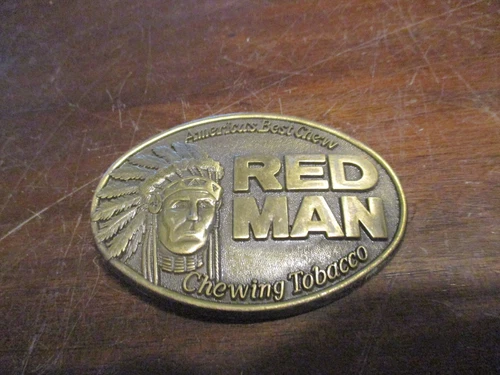 America's Best Chew
RED
MAN
Chewing Tobacco